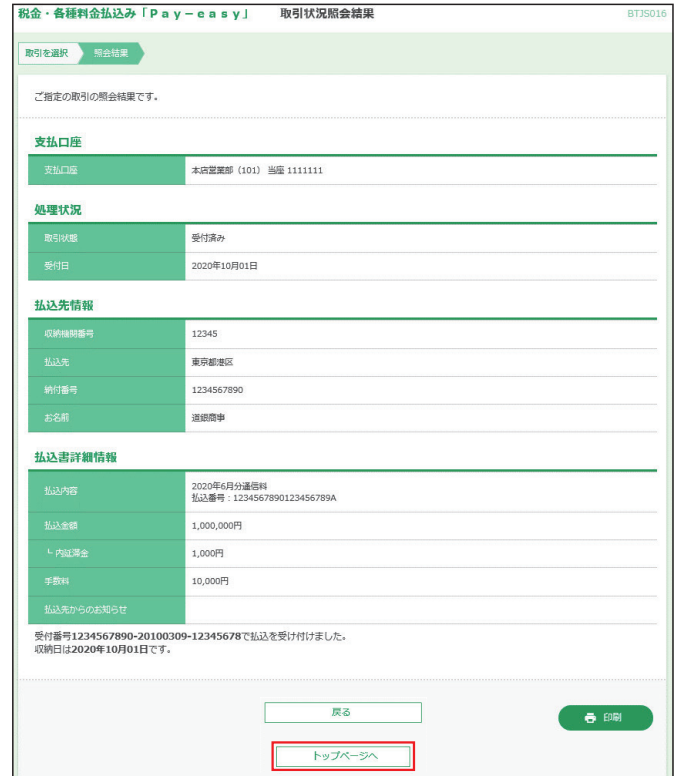 税金・各種料金払込み「Ｐａｙ－ｅａｓｙ」 取引状況照会結果 BTJS016
取引を選択 照会結果
ご指定の取引の照会結果です。
支払口座
支払口座 本店営業部（101） 当座 1111111
処理状況
取引状態 受付済み
受付日 2020年10月01日
払込先情報
収納機関番号 12345
払込先 東京都港区
納付番号 1234567890
お名前 道銀商事
払込書詳細情報
払込内容 2020年6月分通信料
払込番号：1234567890123456789A
払込金額 1,000,000円
┗ 内延滞金 1,000円
手数料 10,000円
払込先からのお知らせ
受付番号1234567890-20100309-12345678で払込を受け付けました。
収納日は2020年10月01日です。
戻る
印刷
トップページへ